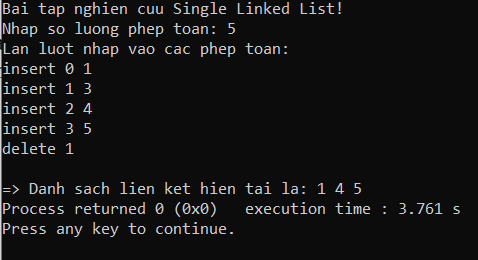 Bai tap nghien cuu Single Linked List!
Nhap so luong phep toan: 5
Lan luot nhap vao cac phep toan:
insert 0 1
insert 1 3
insert 2 4
insert 3 5
delete 1
=> Danh sach lien ket hien tai la: 1 4 5
Process returned 0 (0x0)   execution time : 3.761 s
Press any key to continue.